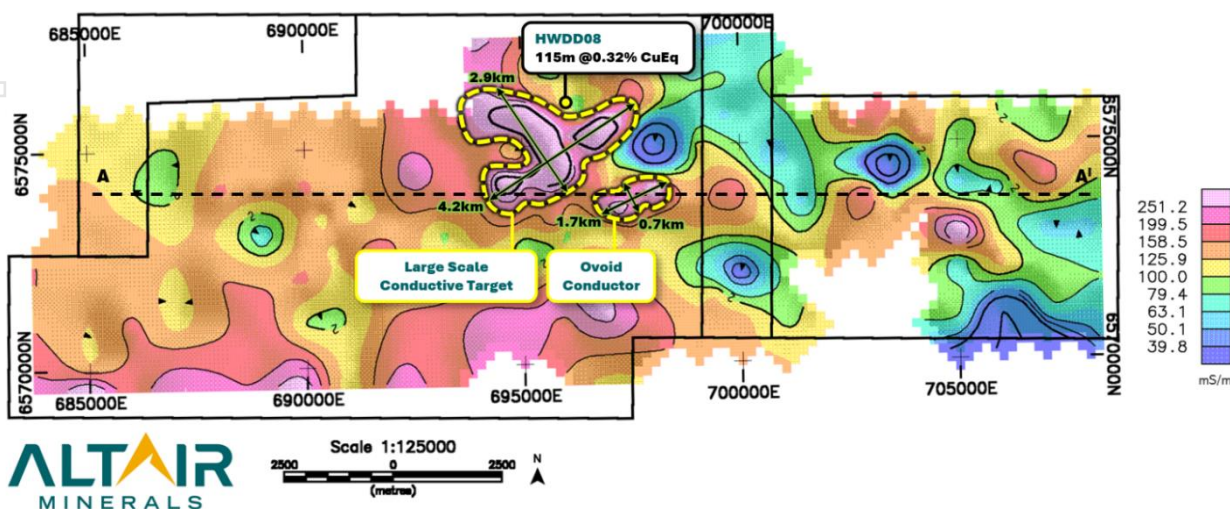 685000E
690000E
700000E
HWDD08
115m @0.32% CuEq
2.9km
6575000N
6575000N
A
A'
4.2km
1.7km
0.7km
Large Scale
Conductive Target
Ovoid
Conductor
251.2
199.5
158.5
125.9
100.0
79.4
63.1
50.1
39.8
mS/m
6570000N
6570000N
685000E
690000E
695000E
700000E
705000E
ALTAIR
MINERALS
Scale 1:125000
2500
0
2500
(metres)
N